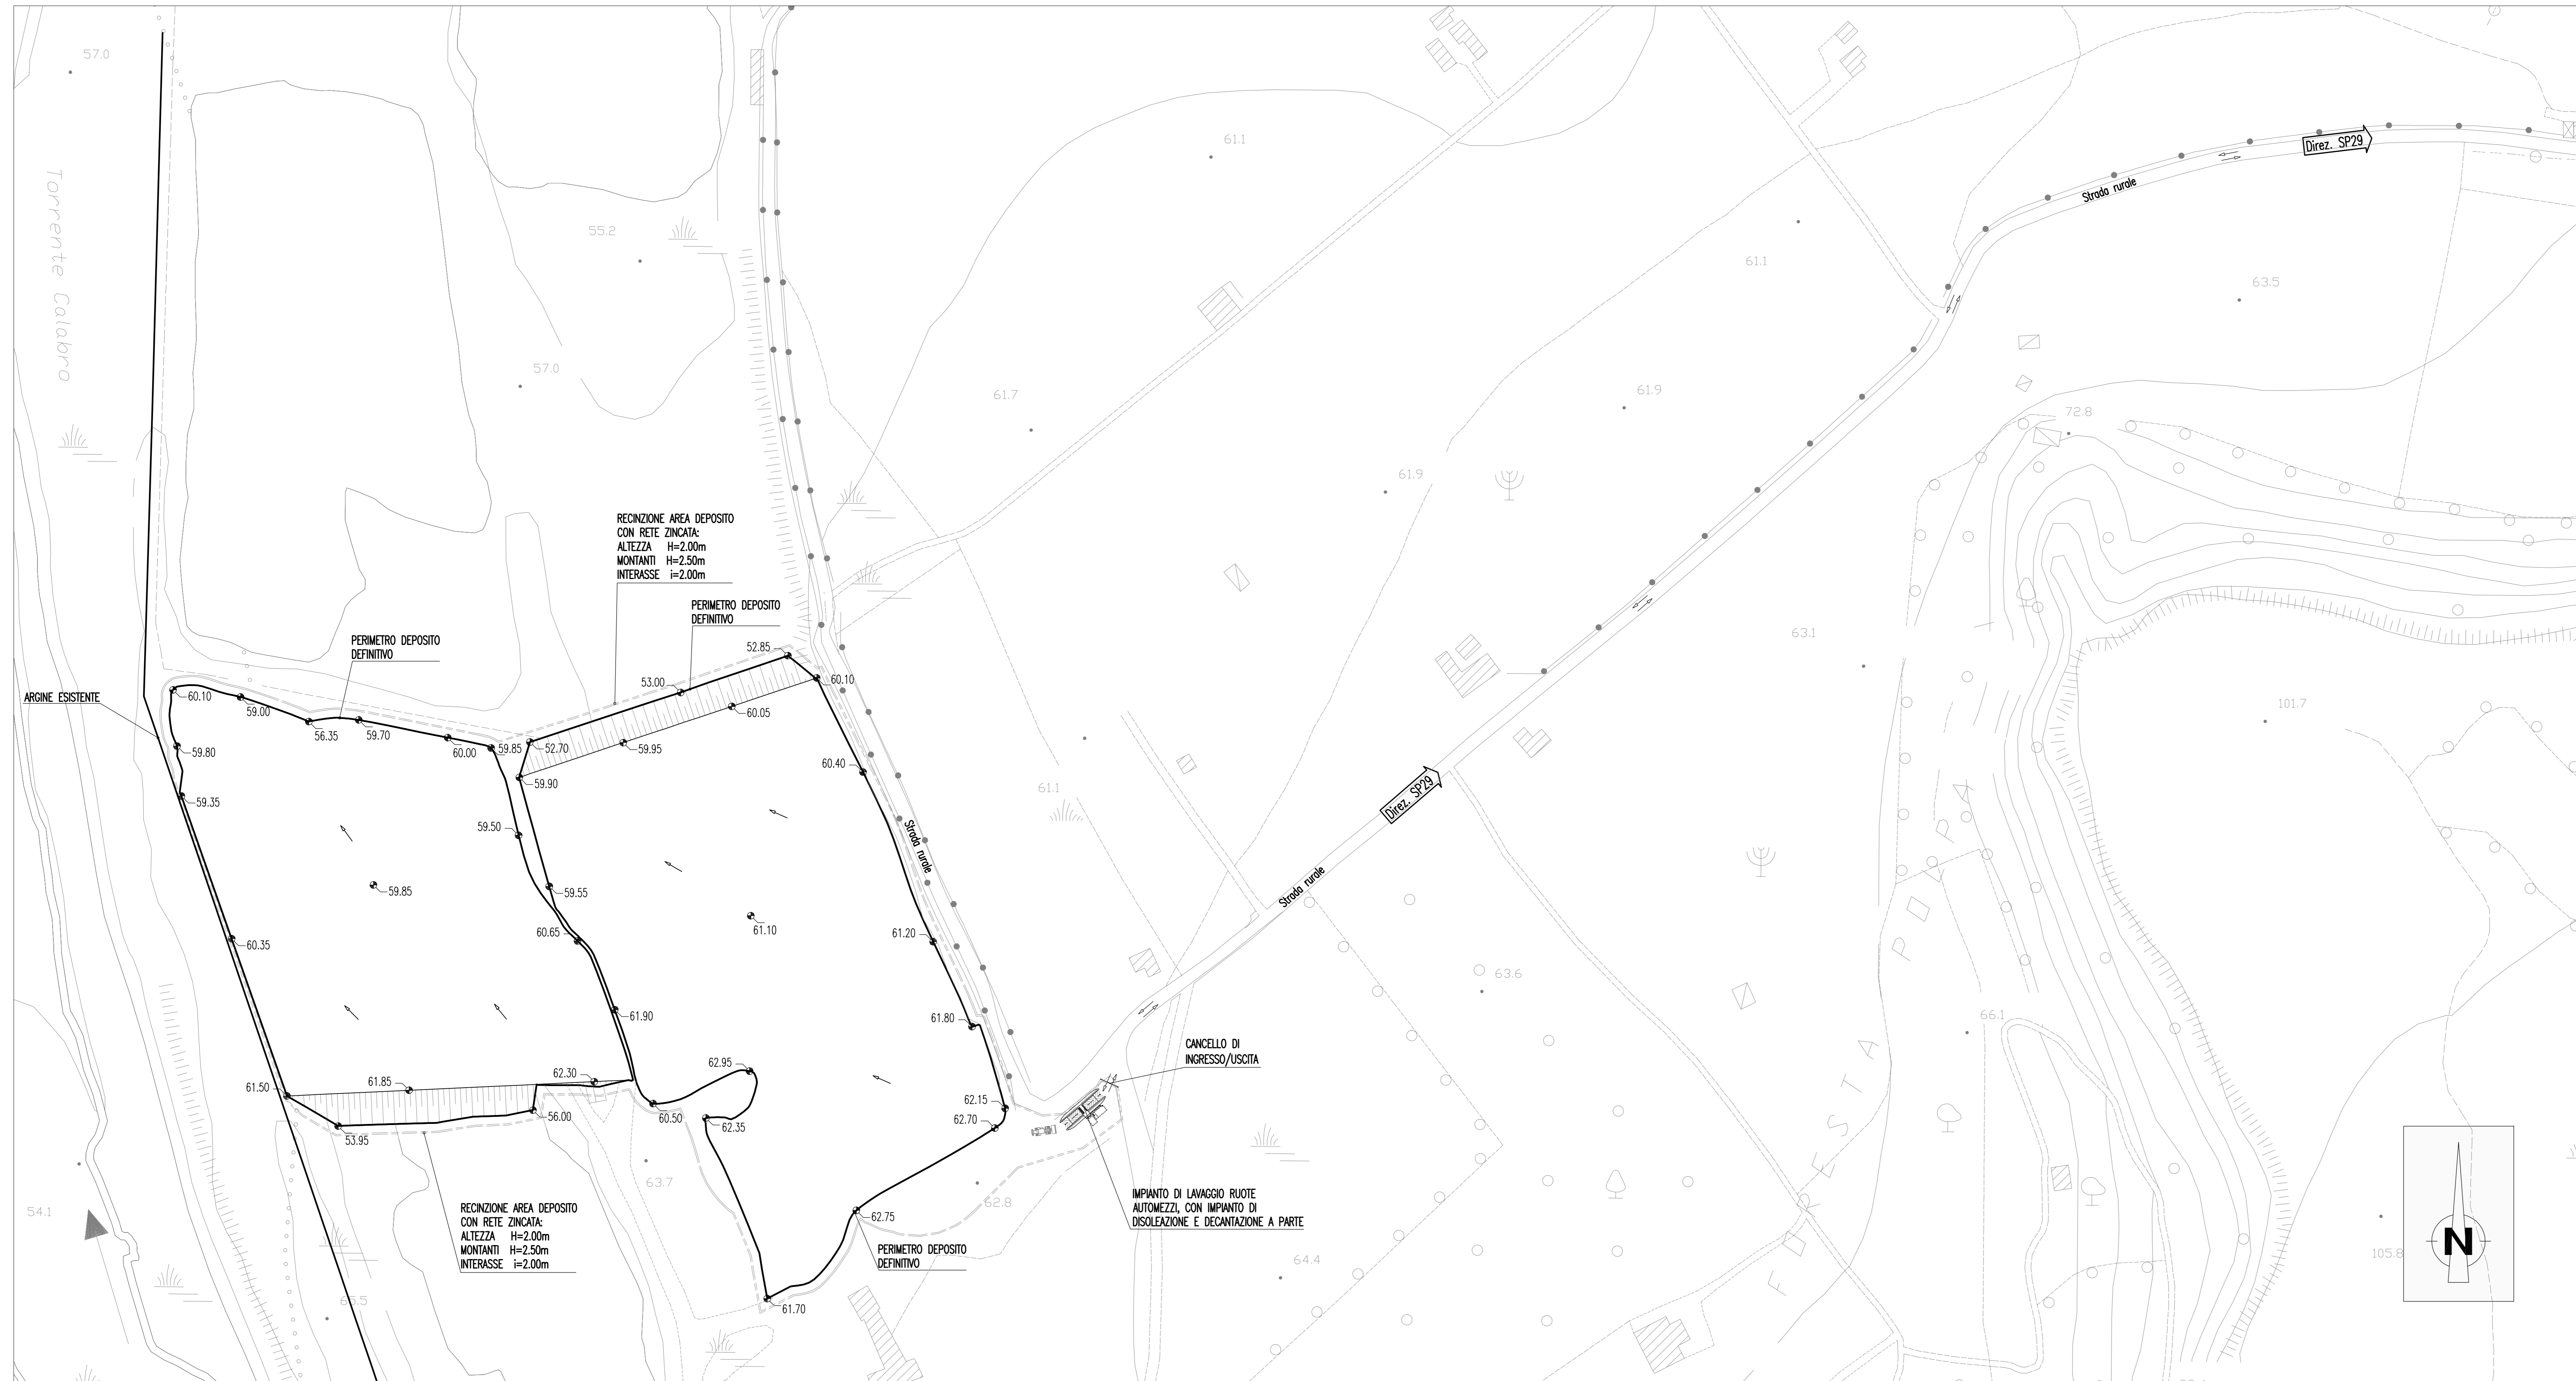 57.0
61.1
Direz. SP29
Strada rurale
Torrente Calabro
55.2
61.1
63.5
57.0
61.7
61.9
72.8
61.9
RECINZIONE AREA DEPOSITO
CON RETE ZINCATA:
ALTEZZA H=2.00m
MONTANTI H=2.50m
INTERASSE i=2.00m
PERIMETRO DEPOSITO
DEFINITIVO
63.1
PERIMETRO DEPOSITO
DEFINITIVO
52.85
60.10
53.00
ARGINE ESISTENTE
60.10
59.00
60.05
101.7
56.35
59.70
59.80
60.00
59.85
52.70
59.95
60.40
59.90
61.1
Direz. SP29
59.35
59.50
Strada rurale
59.85
59.55
Strada rurale
61.10
60.65
61.20
60.35
63.6
61.90
61.80
66.1
CANCELLO DI
INGRESSO/USCITA
62.95
62.30
61.85
61.50
62.15
60.50
56.00
62.70
62.35
53.95
63.7
62.8
IMPIANTO DI LAVAGGIO RUOTE
AUTOMEZZI, CON IMPIANTO DI
DISOLEAZIONE E DECANTAZIONE A PARTE
RECINZIONE AREA DEPOSITO
CON RETE ZINCATA:
ALTEZZA H=2.00m
MONTANTI H=2.50m
INTERASSE i=2.00m
54.1
62.75
PERIMETRO DEPOSITO
DEFINITIVO
64.4
105.8
N
65.5
61.70